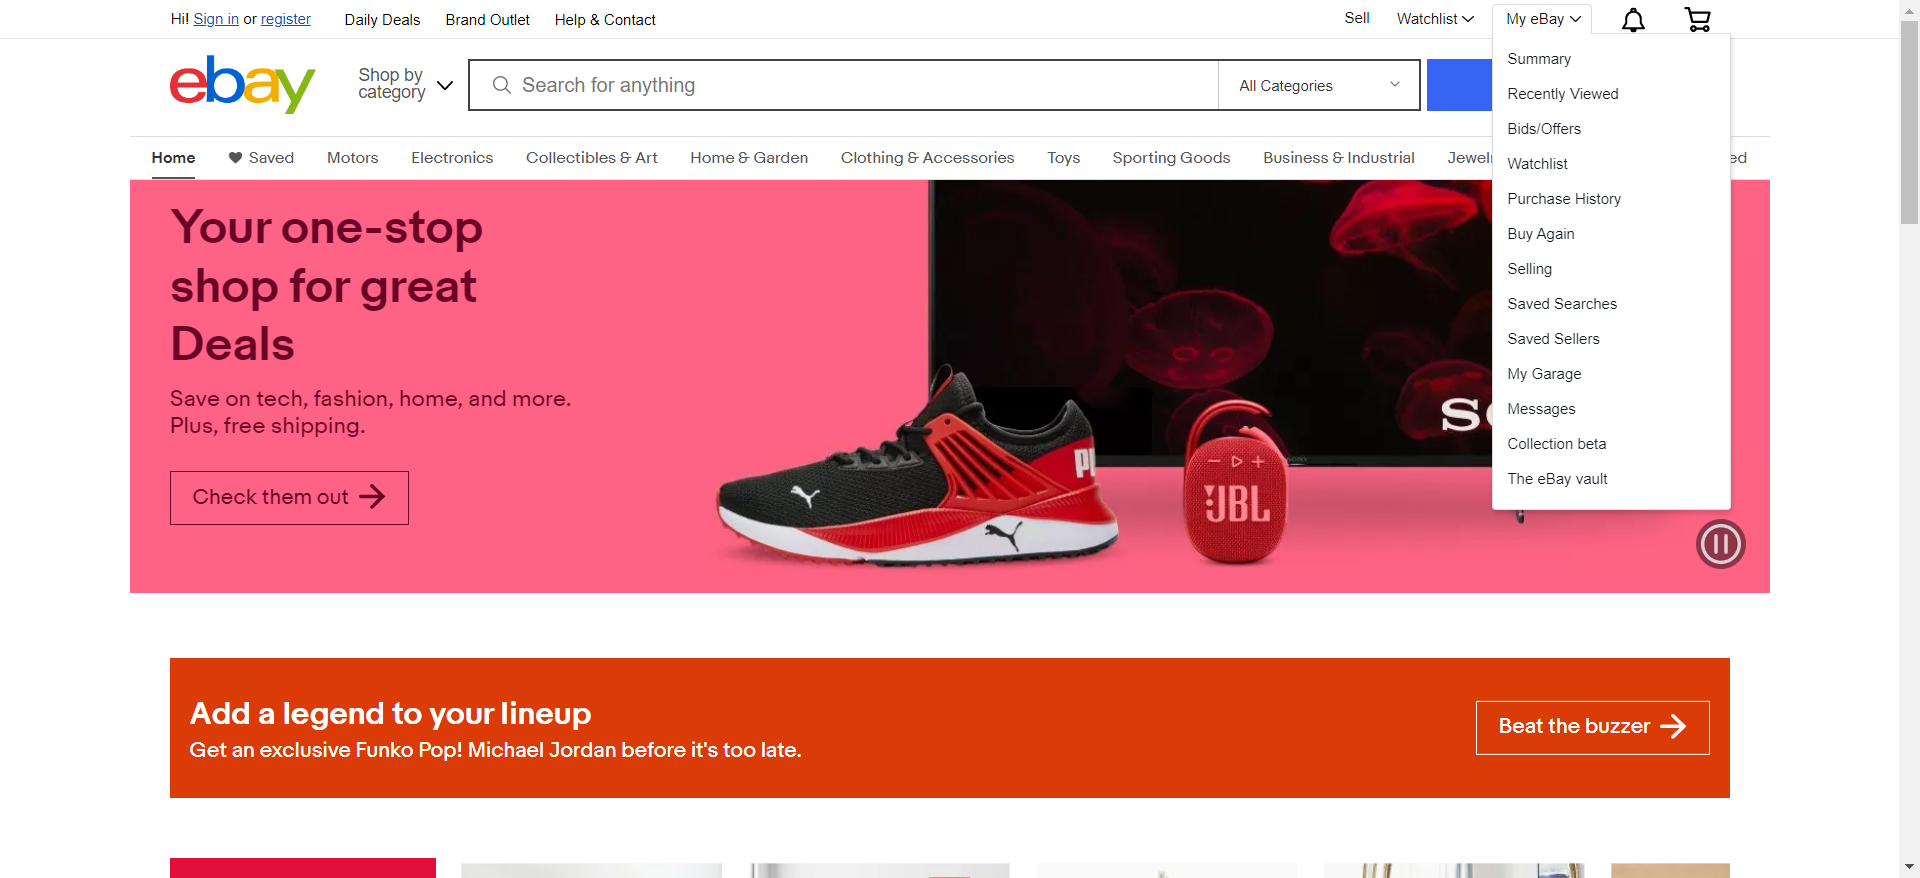 Hi! Sign in or register
Daily Deals
Brand Outlet
Help & Contact
Sell
Watchlist
My eBay
ebay
Shop by
category
Search for anything
All Categories
Summary
Recently Viewed
Bids/Offers
Watchlist
Purchase History
Buy Again
Selling
Saved Searches
Saved Sellers
My Garage
Messages
Collection beta
The eBay vault
Home
Saved
Motors
Electronics
Collectibles & Art
Home & Garden
Clothing & Accessories
Toys
Sporting Goods
Business & Industrial
Your one-stop
shop for great
Deals
Save on tech, fashion, home, and more.
Plus, free shipping.
Check them out
JBL
Add a legend to your lineup
Get an exclusive Funko Pop! Michael Jordan before it's too late.
Beat the buzzer